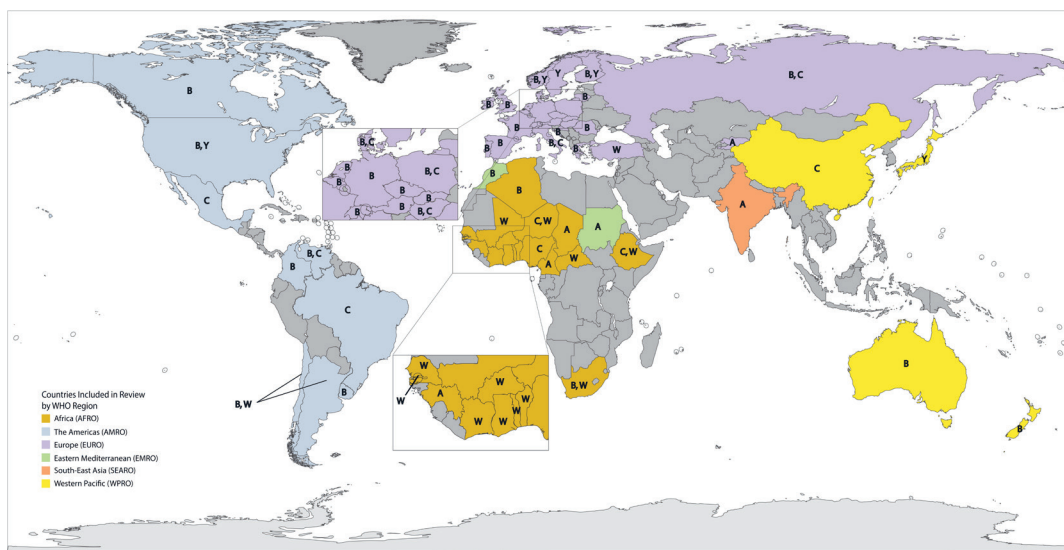 B, Y
Y
B, Y
B, C
B
B
B
B
B, Y
B
B
B
B, C
B
B
B
W
A
Y
C
B, C
B
B, C
B
B
B
B
B
B
B, C
B
B
C
W
C, W
A
A
A
C
A
W
C, W
B, C
B
C
B
B, W
B
B, W
B
W
W
A
W
W
W
W
W
W
Countries Included in Review
by WHO Region
Africa (AFRO)
The Americas (AMRO)
Europe (EURO)
Eastern Mediterranean (EMRO)
South-East Asia (SEARO)
Western Pacific (WPRO)